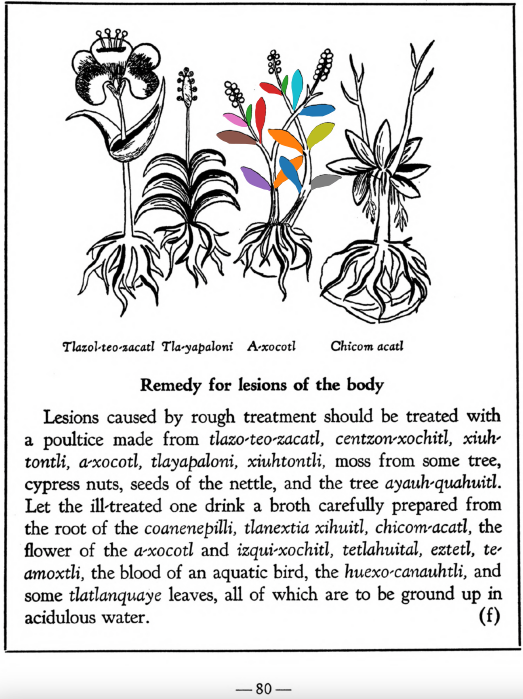 Tlazol-teo-zacatl Tla-yapaloni A-xocotl Chicom acatl
Remedy for lesions of the body
Lesions caused by rough treatment should be treated with
a poultice made from tlazo-teo-zacatl, centzon-xochitl, xiuh-
tontli, a-xocotl, tlayapaloni, xiuhtontli, moss from some tree,
cypress nuts, seeds of the nettle, and the tree ayauh-quahuitl.
Let the ill-treated one drink a broth carefully prepared from
the root of the coanenepilli, tlanextia xihuitl, chicom-acatl, the
flower of the a-xocotl and izqui-xochitl, tetlahuital, eztetl, te-
amoxtli, the blood of an aquatic bird, the huexo-canauhtli, and
some tlatlanquaye leaves, all of which are to be ground up in
acidulous water. (f)
— 80 —